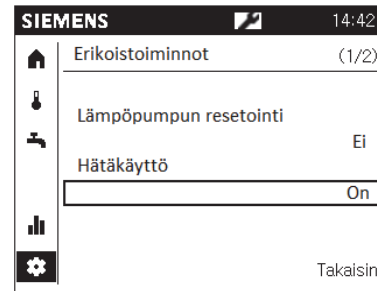 SIEMENS 14:42
Erikoistoiminnot (1/2)
Lämpöpumpun resetointi
Ei
Hätäkäyttö
On
Takaisin